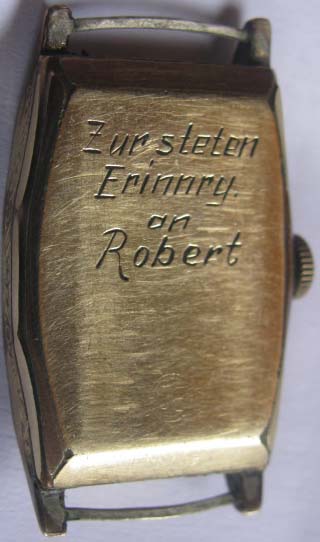 Zur steten
Erinnrg.
an
Robert